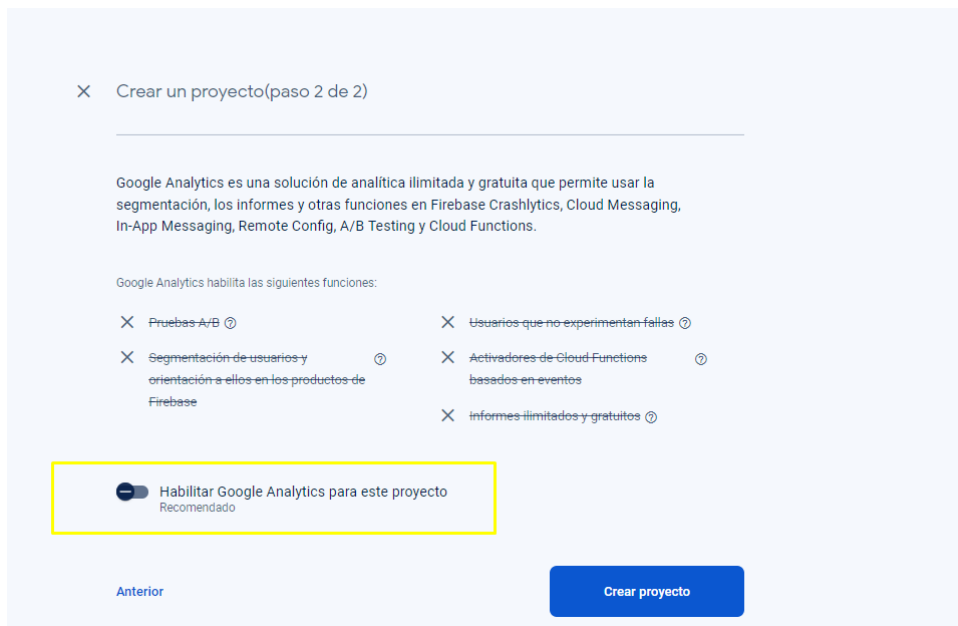 Crear un proyecto(paso 2 de 2)
Google Analytics es una solución de analítica ilimitada y gratuita que permite usar la
segmentación, los informes y otras funciones en Firebase Crashlytics, Cloud Messaging,
In-App Messaging, Remote Config, A/B Testing y Cloud Functions.
Google Analytics habilita las siguientes funciones:
Pruebas A/B
Segmentación de usuarios y
orientación a ellos en los productos de
Firebase
Usuarios que no experimentan fallas
Activadores de Cloud Functions
basados en eventos
Informes ilimitados y gratuitos
Habilitar Google Analytics para este proyecto
Recomendado
Anterior
Crear proyecto